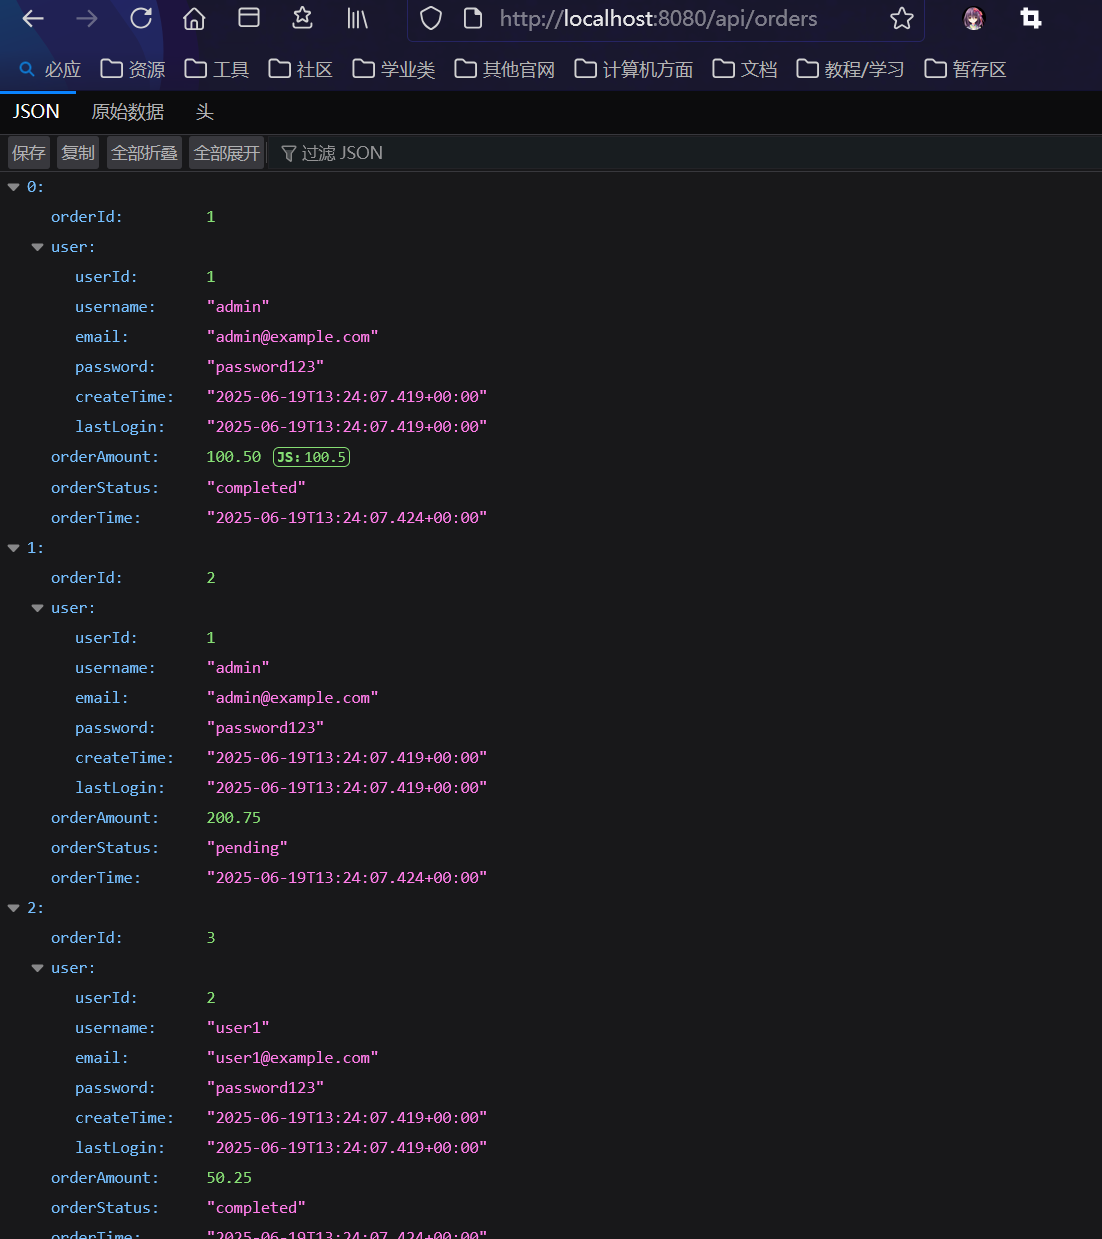 http://localhost:8080/api/orders
必应 资源 工具 社区 学业类 其他官网 计算机方面 文档 教程/学习 暂存区
JSON 原始数据 头
保存 复制 全部折叠 全部展开 过滤 JSON
0:
orderId: 1
user:
userId: 1
username: "admin"
email: "admin@example.com"
password: "password123"
createTime: "2025-06-19T13:24:07.419+00:00"
lastLogin: "2025-06-19T13:24:07.419+00:00"
orderAmount: 100.50 JS:100.5
orderStatus: "completed"
orderTime: "2025-06-19T13:24:07.424+00:00"
1:
orderId: 2
user:
userId: 1
username: "admin"
email: "admin@example.com"
password: "password123"
createTime: "2025-06-19T13:24:07.419+00:00"
lastLogin: "2025-06-19T13:24:07.419+00:00"
orderAmount: 200.75
orderStatus: "pending"
orderTime: "2025-06-19T13:24:07.424+00:00"
2:
orderId: 3
user:
userId: 2
username: "user1"
email: "user1@example.com"
password: "password123"
createTime: "2025-06-19T13:24:07.419+00:00"
lastLogin: "2025-06-19T13:24:07.419+00:00"
orderAmount: 50.25
orderStatus: "completed"
orderTime: "2025-06-19T13:24:07.424+00:00"